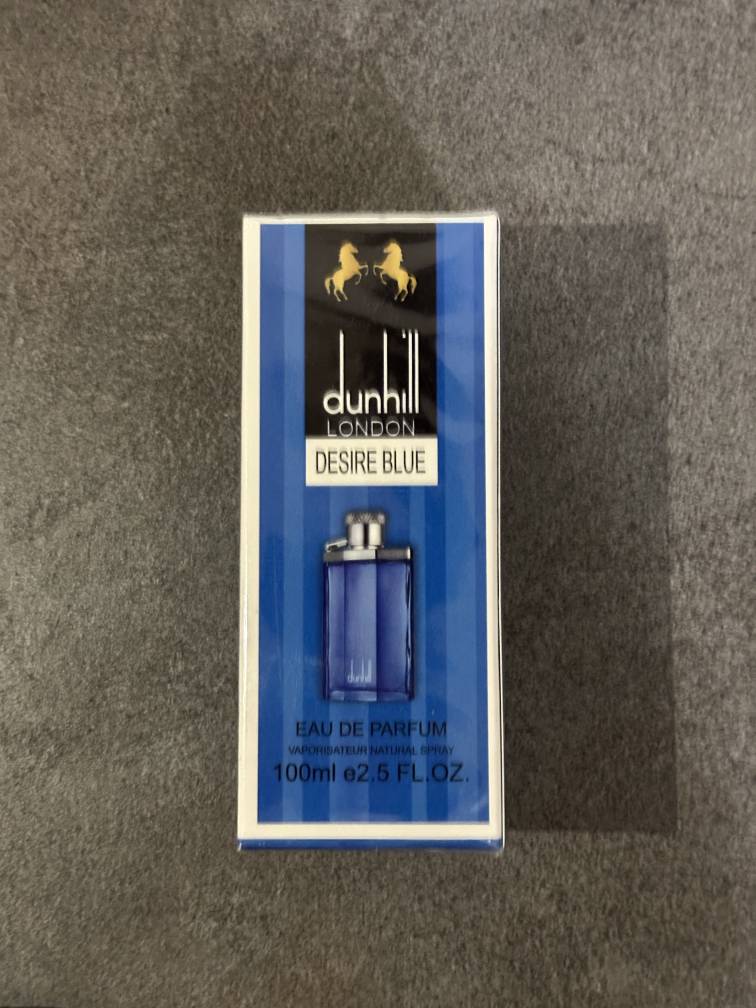 dunhill
LONDON
DESIRE BLUE
dunhill
EAU DE PARFUM
VAPORISATEUR NATURAL SPRAY
100ml e2.5 FL.OZ.